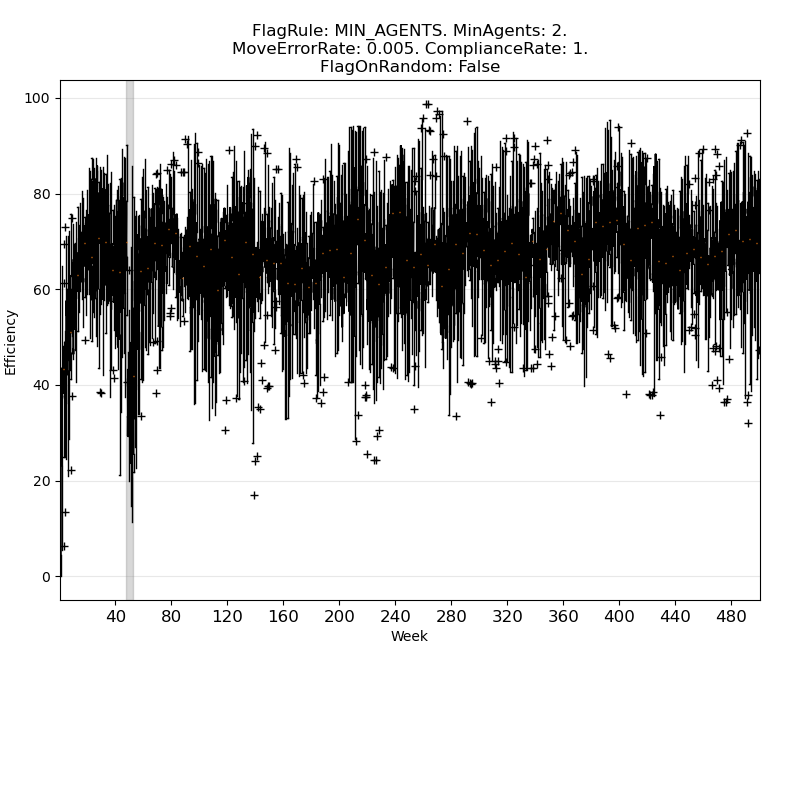 FlagRule: MIN_AGENTS. MinAgents: 2.
MoveErrorRate: 0.005. ComplianceRate: 1.
FlagOnRandom: False
100
80
60
40
20
0
Efficiency
40 80 120 160 200 240 280 320 360 400 440 480
Week